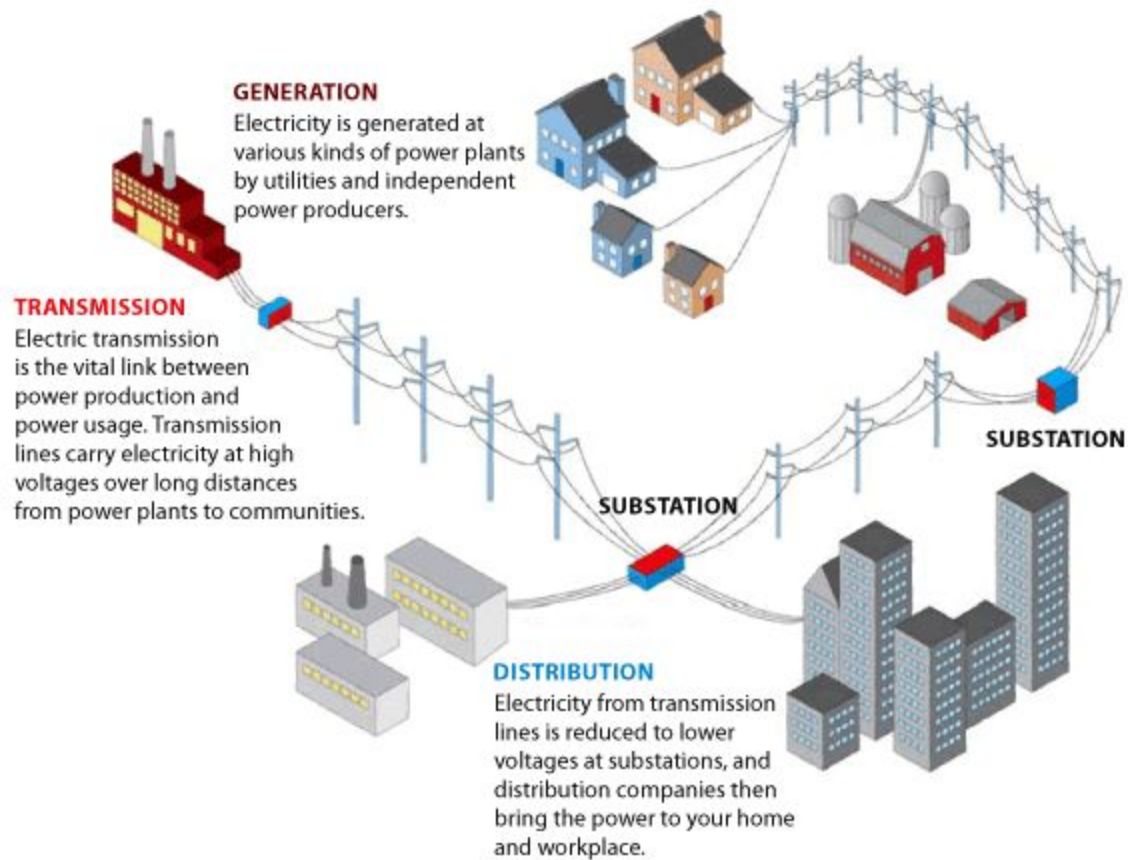 GENERATION
Electricity is generated at
various kinds of power plants
by utilities and independent
power producers.
TRANSMISSION
Electric transmission
is the vital link between
power production and
power usage. Transmission
lines carry electricity at high
voltages over long distances
from power plants to communities.
SUBSTATION
SUBSTATION
DISTRIBUTION
Electricity from transmission
lines is reduced to lower
voltages at substations, and
distribution companies then
bring the power to your home
and workplace.